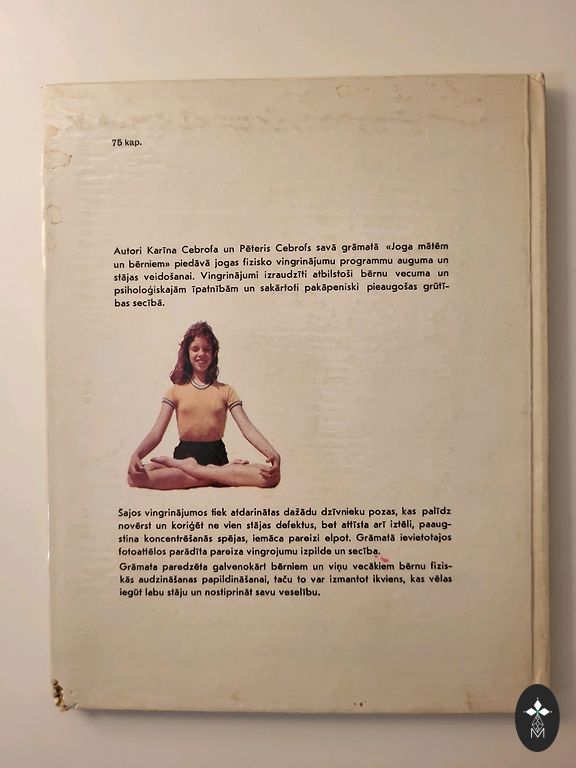 75 kap.
Autori Karīna Cebrofa un Pēteris Cebrofs savā grāmatā «Joga mātēm
un bērniem» piedāvā jogas fizisko vingrinājumu programmu auguma un
stājas veidošanai. Vingrinājumi izraudzīti atbilstoši bērnu vecuma un
psiholoģiskajām īpatnībām un sakārtoti pakāpeniski pieaugošas grūtī-
bas secībā.
Šajos vingrinājumos tiek atdarinātas dažādu dzīvnieku pozas, kas palīdz
novērst un koriģēt ne vien stājas defektus, bet attīsta arī iztēli, paaug-
stina koncentrēšanās spējas, iemāca pareizi elpot. Grāmatā ievietotajos
fotoattēlos parādīta pareiza vingrojumu izpilde un secība.
Grāmata paredzēta galvenokārt bērniem un viņu vecākiem bērnu fizis-
kās audzināšanas papildināšanai, taču to var izmantot ikviens, kas vēlas
iegūt labu stāju un nostiprināt savu veselību.
M